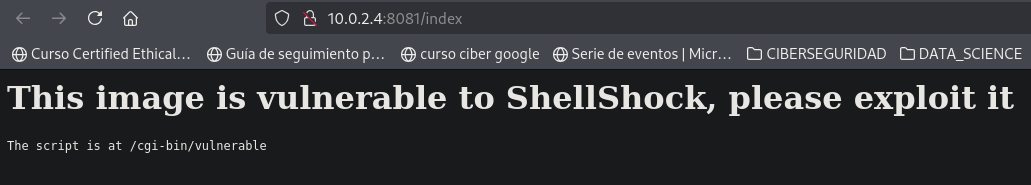 10.0.2.4:8081/index
Curso Certified Ethical... Guía de seguimiento p... curso ciber google Serie de eventos | Micr... CIBERSEGURIDAD DATA_SCIENCE
This image is vulnerable to ShellShock, please exploit it
The script is at /cgi-bin/vulnerable